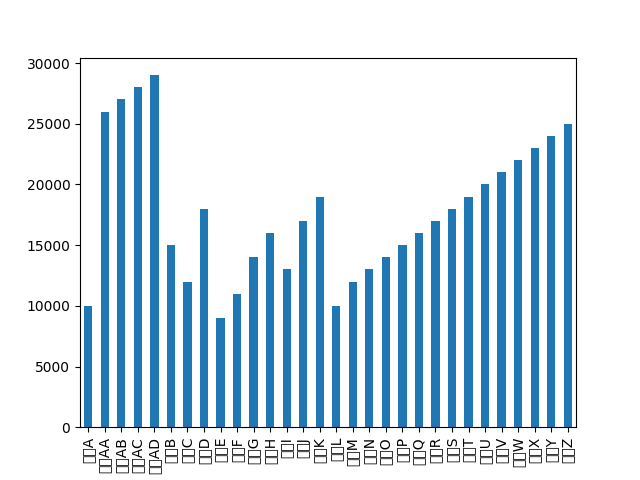 30000
25000
20000
15000
10000
5000
0
□□A
□□AA
□□AB
□□AC
□□AD
□□B
□□C
□□D
□□E
□□F
□□G
□□H
□□I
□□J
□□K
□□L
□□M
□□N
□□O
□□P
□□Q
□□R
□□S
□□T
□□U
□□V
□□W
□□X
□□Y
□□Z